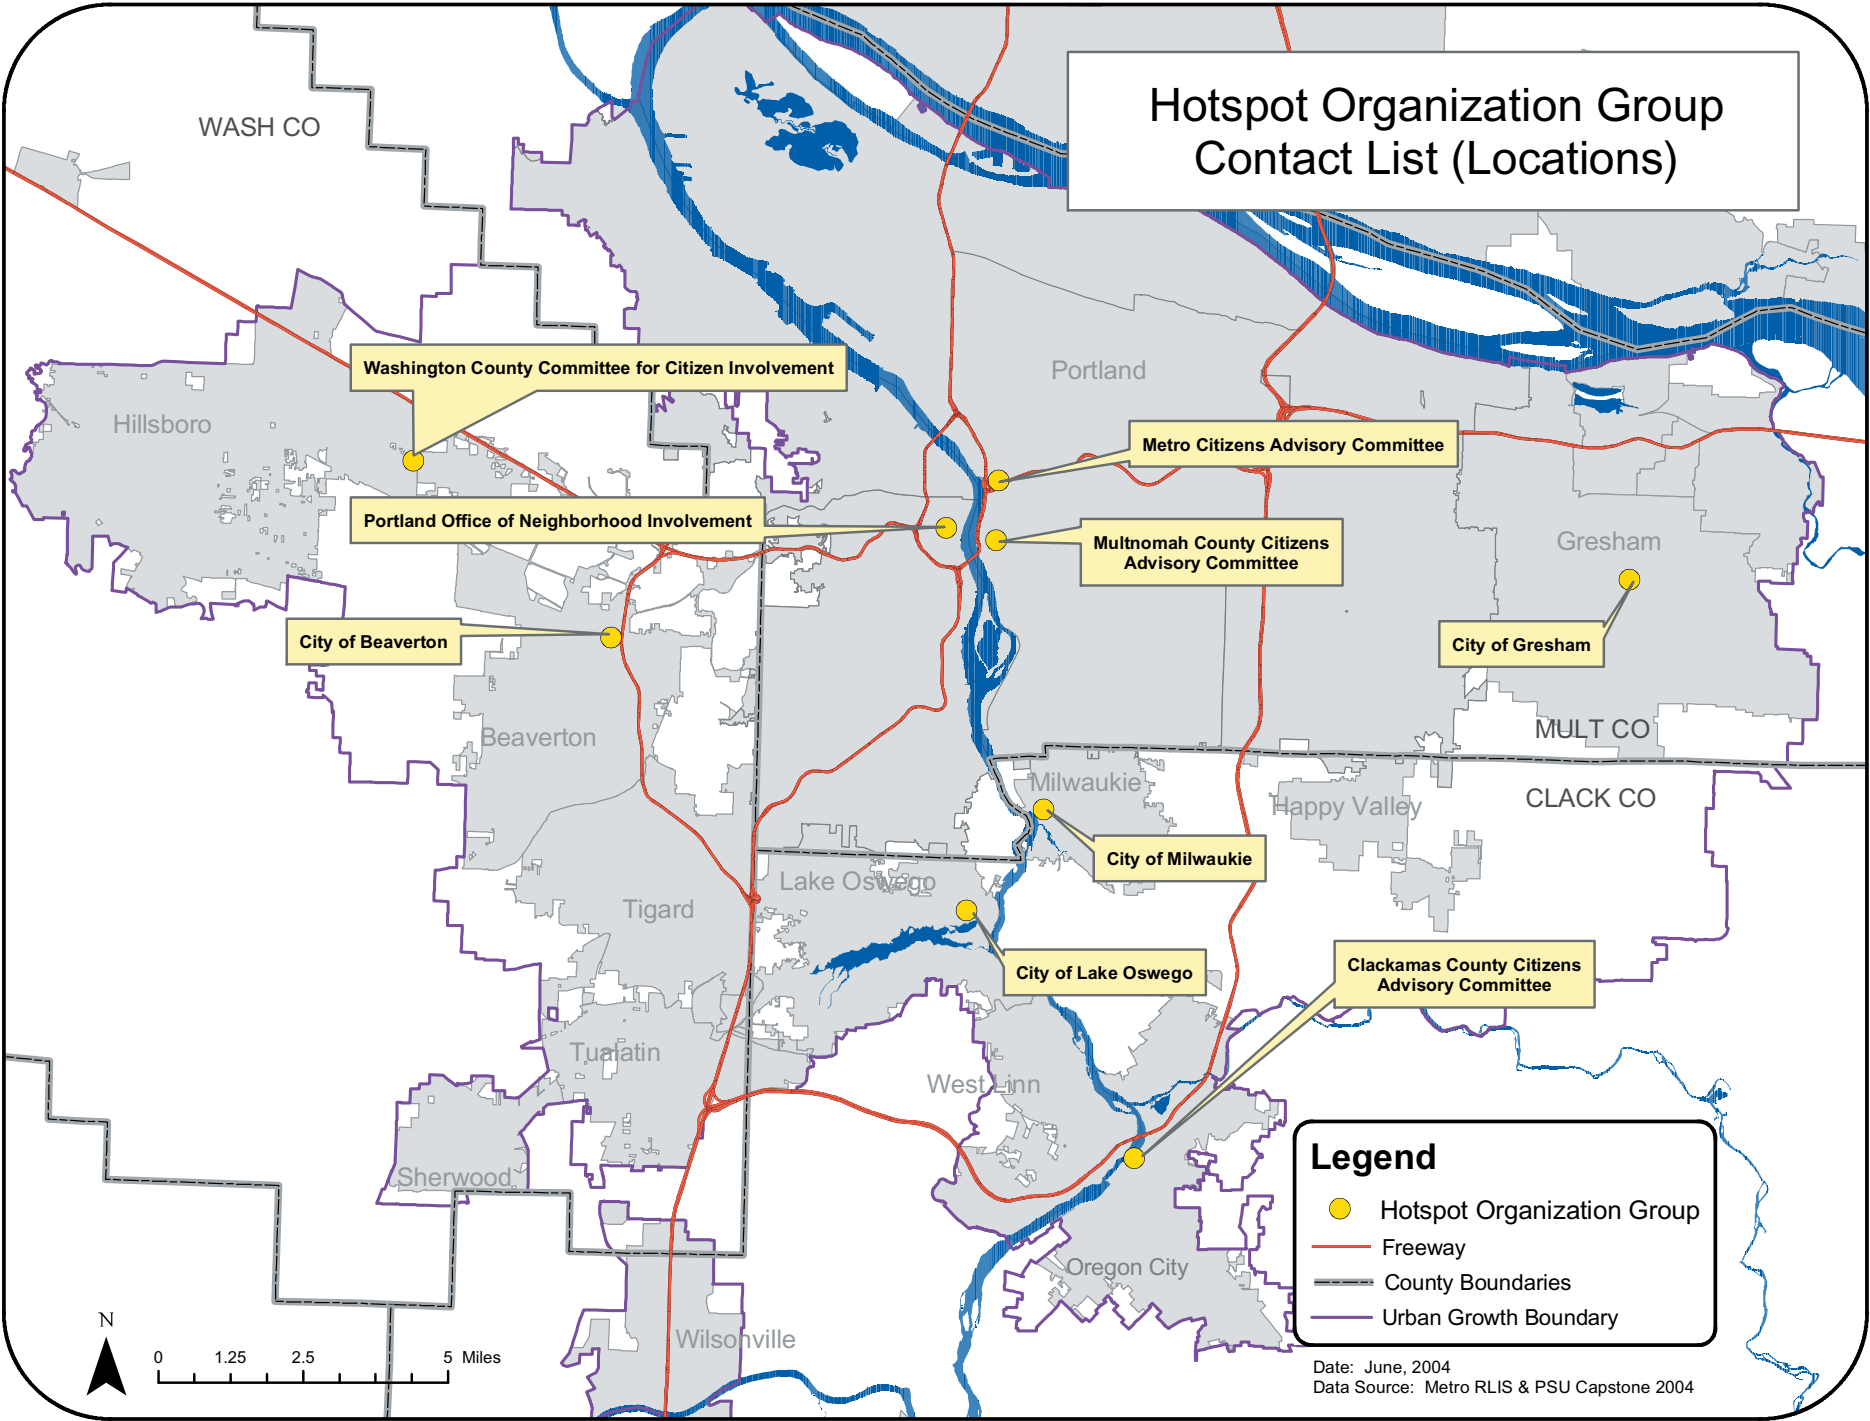 Hotspot Organization Group
Contact List (Locations)
WASH CO
Portland
Washington County Committee for Citizen Involvement
Hillsboro
Metro Citizens Advisory Committee
Portland Office of Neighborhood Involvement
Multnomah County Citizens
Advisory Committee
Gresham
City of Beaverton
City of Gresham
Beaverton
MULT CO
Milwaukie
Happy Valley
CLACK CO
City of Milwaukie
Lake Oswego
Tigard
City of Lake Oswego
Clackamas County Citizens
Advisory Committee
Tualatin
West Linn
Sherwood
Oregon City
Wilsonville
Legend
Hotspot Organization Group
Freeway
County Boundaries
Urban Growth Boundary
N
0 1.25 2.5 5 Miles
Date: June, 2004
Data Source: Metro RLIS & PSU Capstone 2004